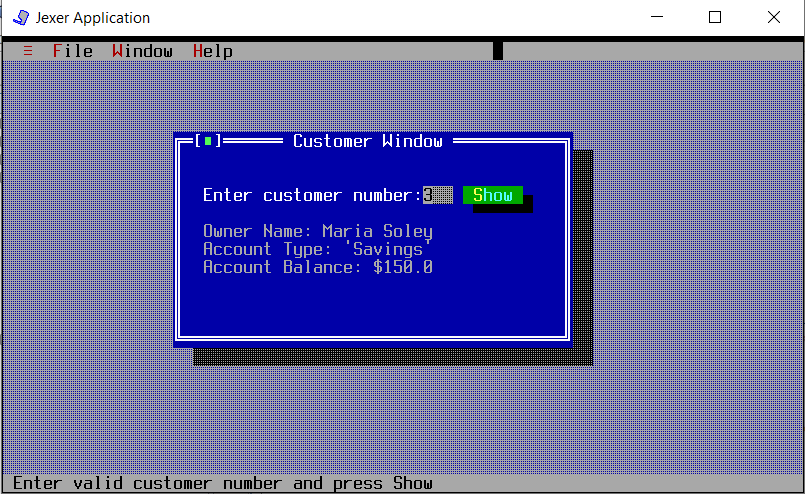 Jexer Application
≡ File Window Help
[■] Customer Window
Enter customer number:3 Show
Owner Name: Maria Soley
Account Type: 'Savings'
Account Balance: $150.0
Enter valid customer number and press Show